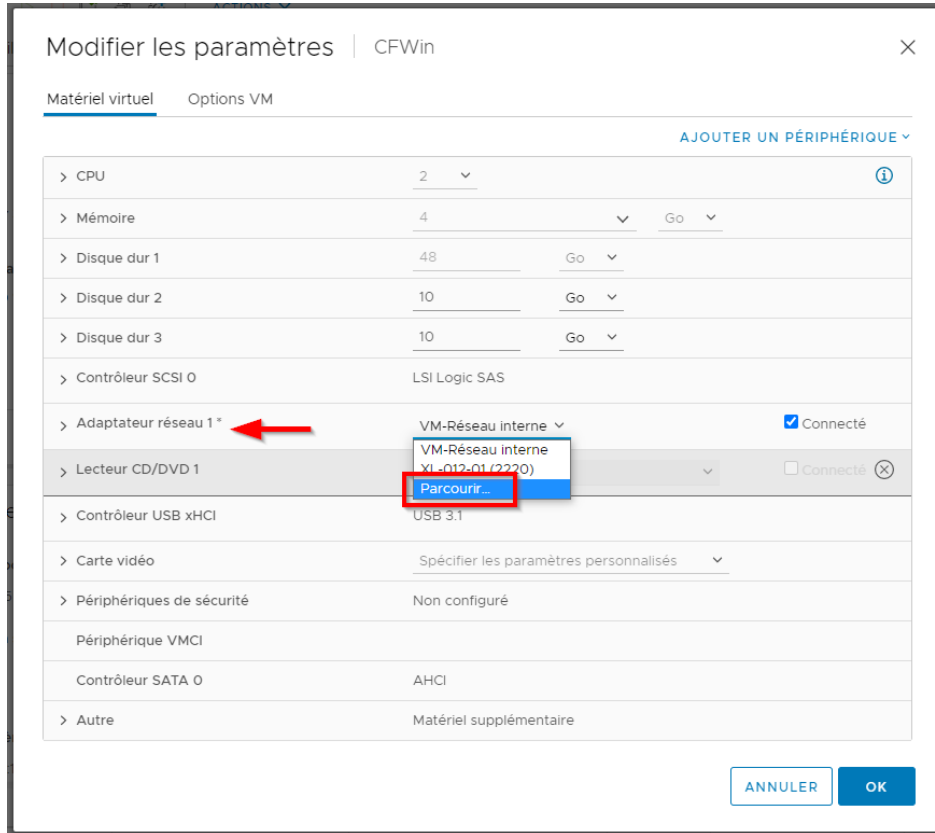 ACTIONS
Modifier les paramètres CFWin
Matériel virtuel Options VM
AJOUTER UN PÉRIPHÉRIQUE
CPU 2
Mémoire 4 Go
Disque dur 1 48 Go
Disque dur 2 10 Go
Disque dur 3 10 Go
Contrôleur SCSI 0 LSI Logic SAS
Adaptateur réseau 1 * VM-Réseau interne Connecté
VM-Réseau interne
Lecteur CD/DVD 1 XL-012-01 (2220) Connecté
Parcourir...
Contrôleur USB xHCI USB 3.1
Carte vidéo Spécifier les paramètres personnalisés
Périphériques de sécurité Non configuré
Périphérique VMCI
Contrôleur SATA 0 AHCI
Autre Matériel supplémentaire
ANNULER OK